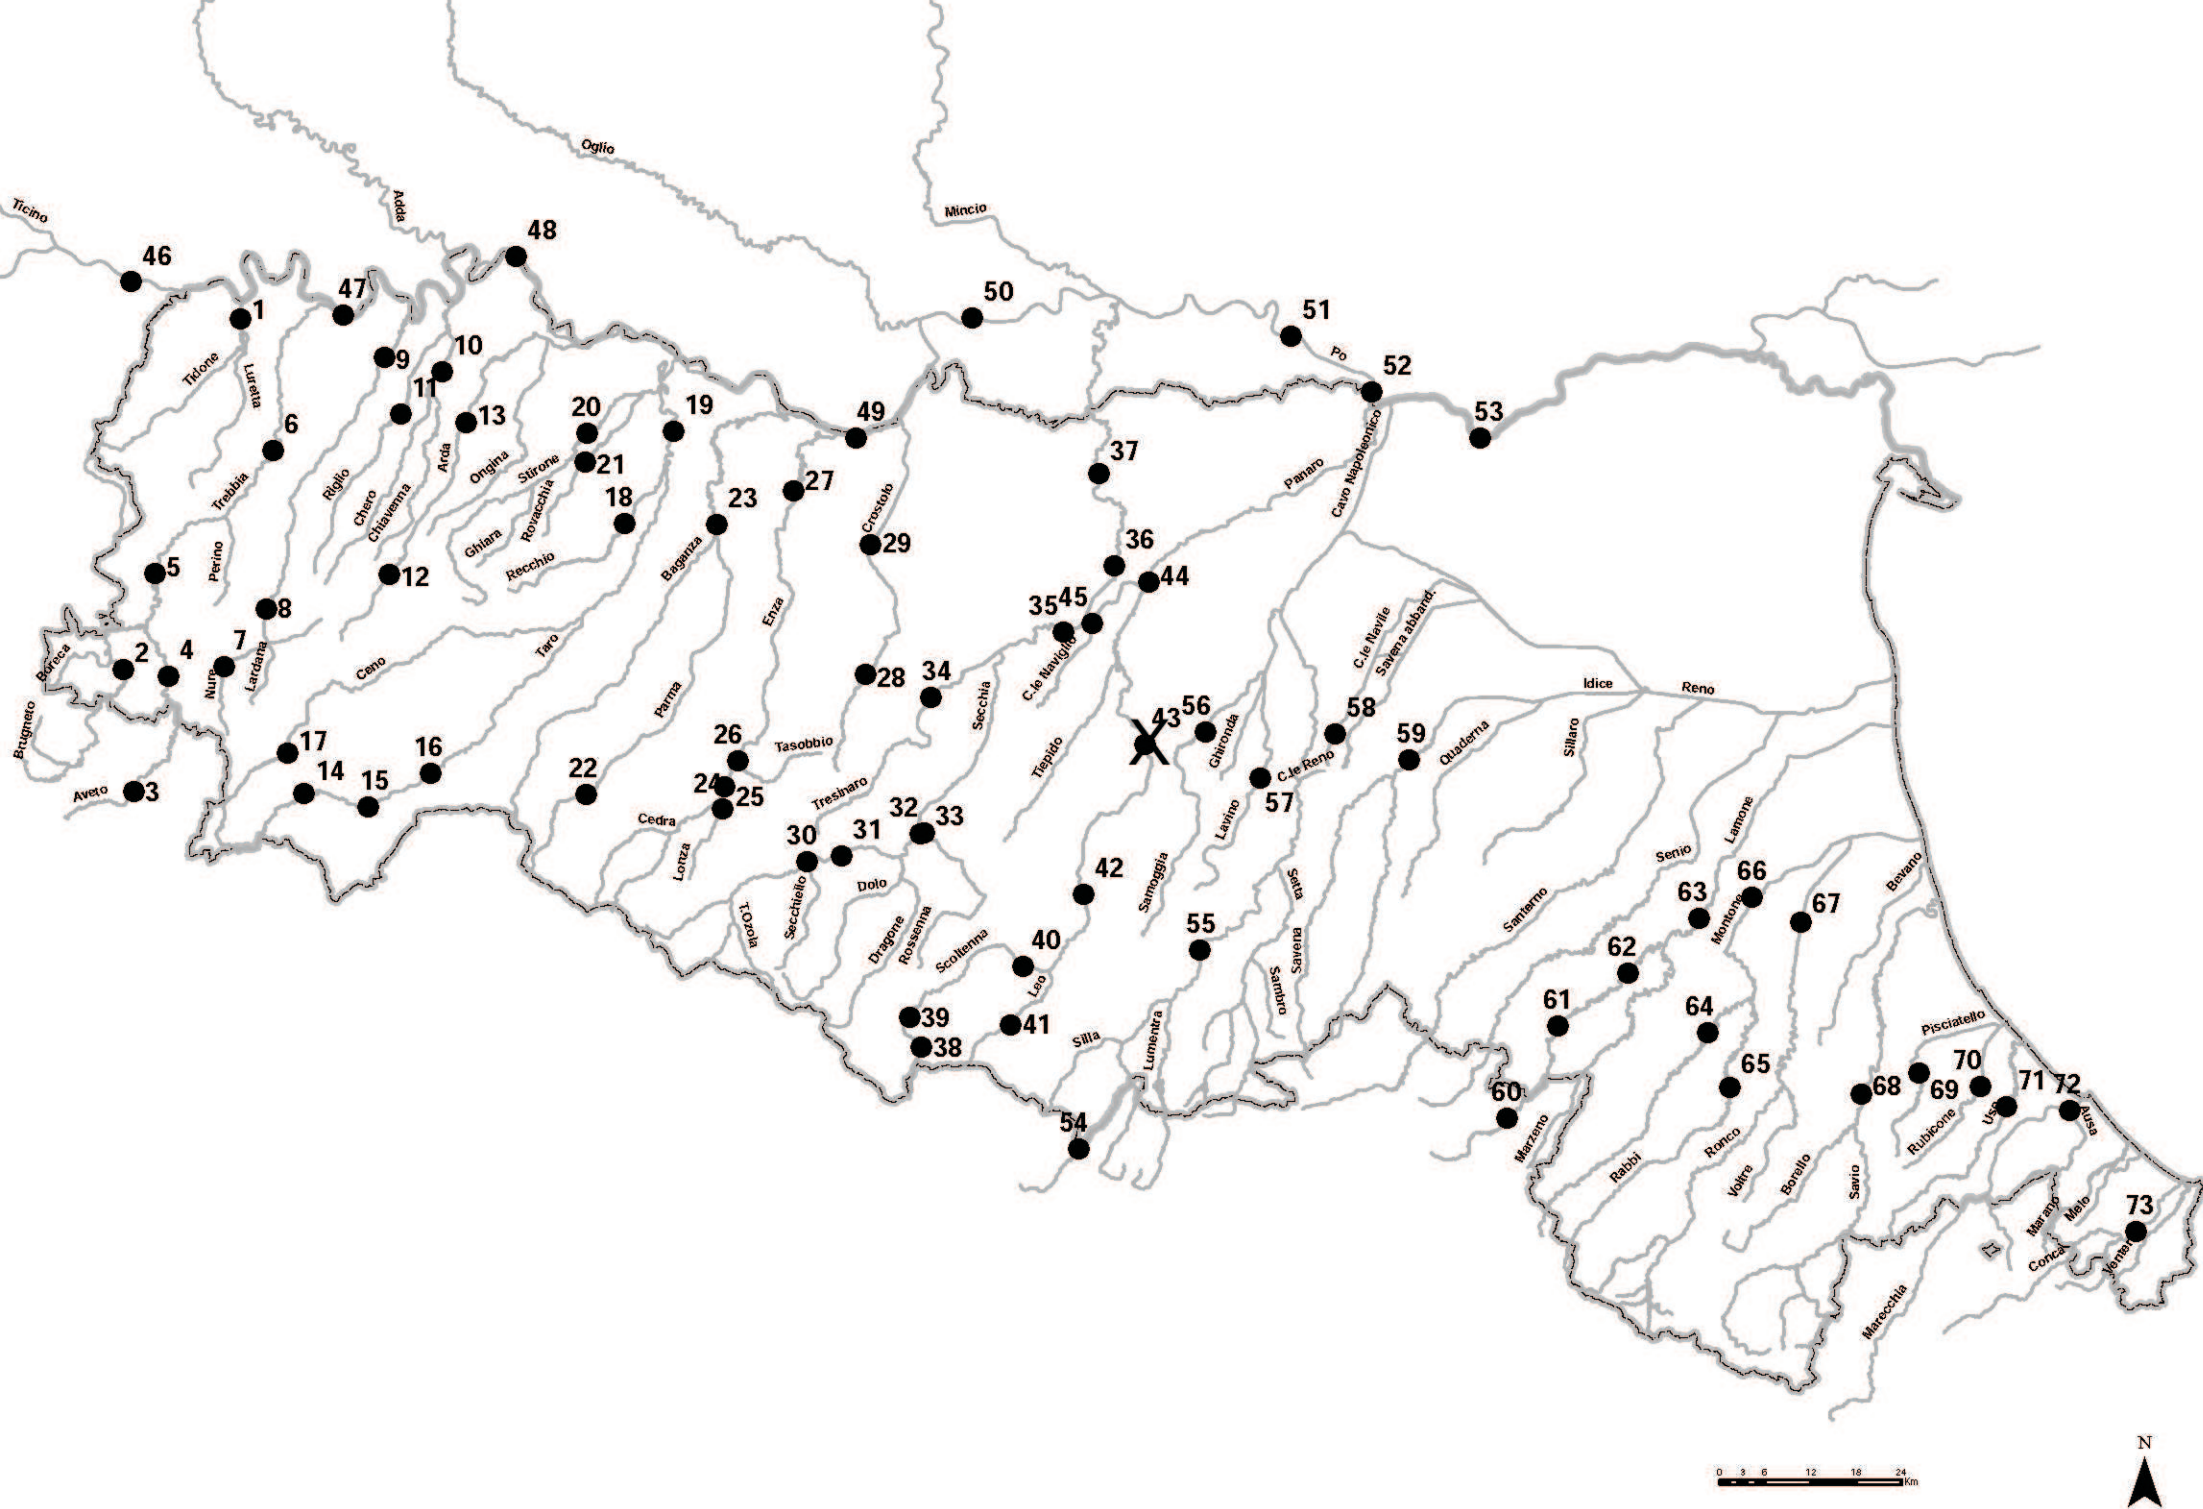 Oglio
Adda
Ticino
Mincio
48
46
47
50
1
51
Po
52
10
9
Tidone
Luretta
11
13
20
19
49
53
6
Arda
Ongina
Stirone
21
37
Trebbia
Riglio
Chero
Chiavenna
Rovacchia
18
23
27
Crostolo
Panaro
Cavo Napoleonico
Ghiara
Recchio
Baganza
29
36
5
Perino
12
44
8
Enza
35
45
C.le Navile
Savena abband.
Boreca
2
4
7
Nure
Lardana
Ceno
Taro
Parma
28
34
Secchia
C.le Naviglio
Idice
Reno
Brugneto
17
16
26
Tasobbio
Tiepido
X
43
56
Ghironda
58
59
Quaderna
Sillaro
Aveto
3
14
15
22
24
25
Tresinaro
C.le Reno
57
Cedra
Lonza
30
31
32
33
Lavino
Lamone
Senio
T.Ozola
Secchiello
Dolo
Dragone
Rossenna
42
Samoggia
Setta
Santerno
63
66
Montone
67
Bevano
Scoltenna
40
Leo
55
Savena
Sambro
62
39
41
38
Silla
Lumentra
61
64
Pisciatello
65
68
69
70
71
72
Uso
Ausa
60
Marzeno
54
Rabbi
Ronco
Voltre
Borello
Savio
Rubicone
Marano
Melo
73
Conca
Ventena
Marecchia
N
0 3 6 12 18 24
Km